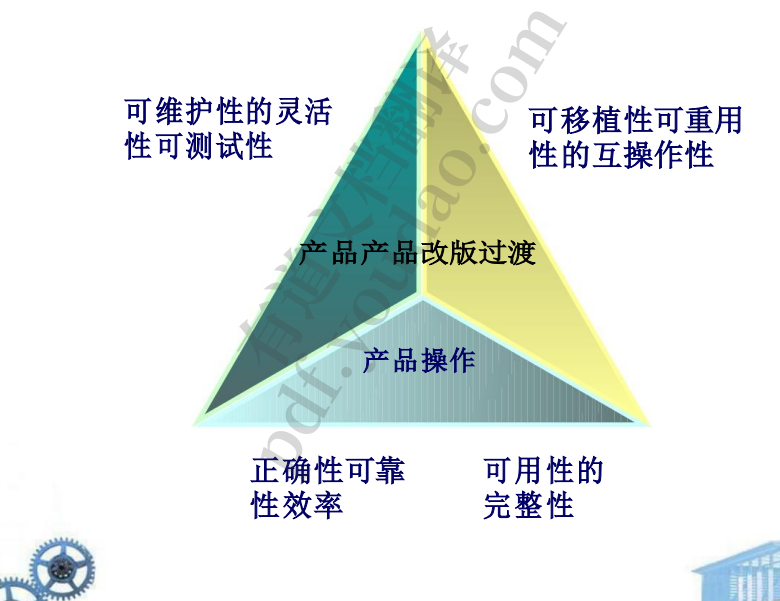 可维护性的灵活
性可测试性
可移植性可重用
性的互操作性
产品产品改版过渡
产品操作
正确性可靠
性效率
可用性的
完整性
有道文档翻译
pdf.youdao.com